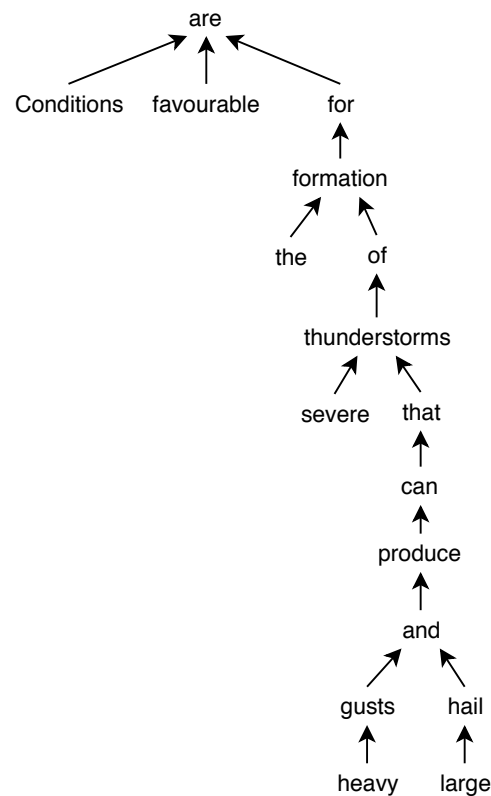 are
Conditions favourable for
formation
the of
thunderstorms
severe that
can
produce
and
gusts hail
heavy large